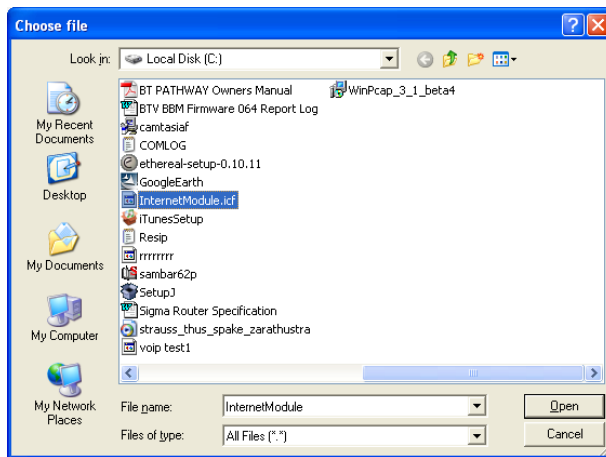 Choose file
Look in:
Local Disk (C:)
My Recent
Documents
Desktop
My Documents
My Computer
My Network
Places
BT PATHWAY Owners Manual
BTV BBM Firmware 064 Report Log
camtasiaf
COMLOG
ethereal-setup-0.10.11
GoogleEarth
InternetModule.icf
iTunesSetup
Resip
rrrrrrrr
sambar62p
SetupJ
Sigma Router Specification
strauss_thus_spake_zarathustra
voip test1
WinPcap_3_1_beta4
File name:
InternetModule
Open
Files of type:
All Files (*.*)
Cancel